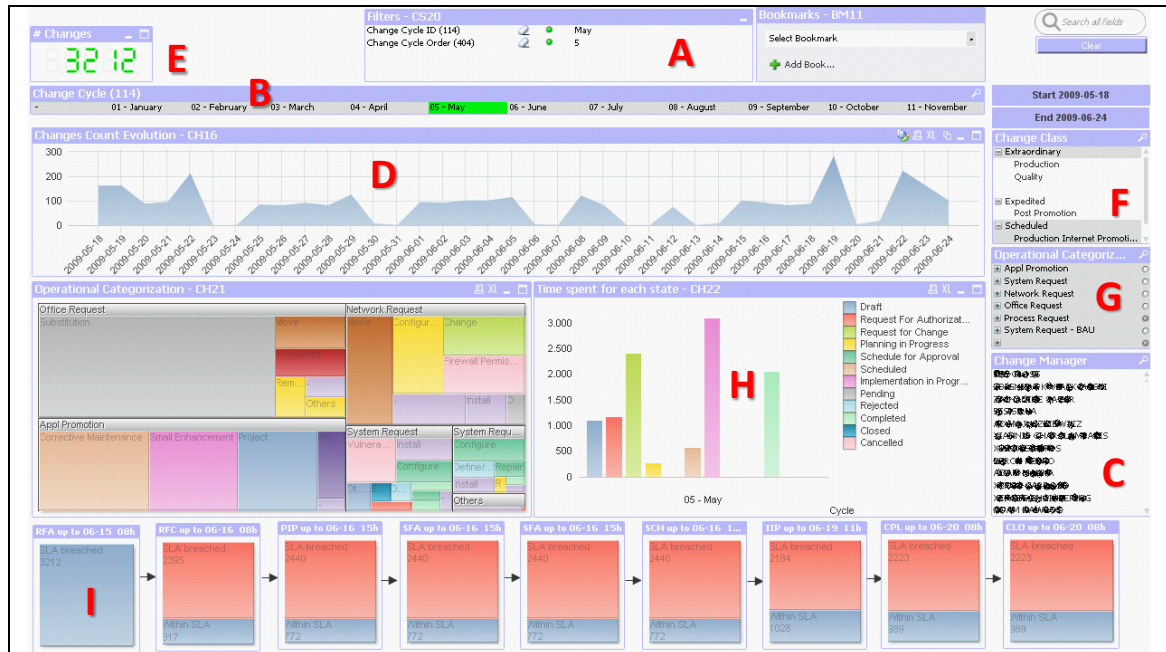 # Changes
3212
E
Filters - CS20
Change Cycle ID (114) May
Change Cycle Order (404) 5
A
Bookmarks - BM11
Select Bookmark
Add Book...
Search all fields
Clear
B
Change Cycle (114)
- 01 - January 02 - February 03 - March 04 - April 05 - May 06 - June 07 - July 08 - August 09 - September 10 - October 11 - November
Start 2009-05-18
End 2009-06-24
Changes Count Evolution - CH16
XL
300
200
100
0
D
2009-05-18
2009-05-19
2009-05-20
2009-05-21
2009-05-22
2009-05-23
2009-05-24
2009-05-25
2009-05-26
2009-05-27
2009-05-28
2009-05-29
2009-05-30
2009-05-31
2009-06-01
2009-06-02
2009-06-03
2009-06-04
2009-06-05
2009-06-06
2009-06-07
2009-06-08
2009-06-09
2009-06-10
2009-06-11
2009-06-12
2009-06-13
2009-06-14
2009-06-15
2009-06-16
2009-06-17
2009-06-18
2009-06-19
2009-06-20
2009-06-21
2009-06-22
2009-06-23
2009-06-24
Change Class
Extraordinary
Production
Quality
Expedited
Post Promotion
Scheduled
Production Internet Promoti...
F
Operational Categoriz...
Appl Promotion
System Request
Network Request
Office Request
Process Request
System Request - BAU
G
Change Manager
C
Operational Categorization - CH21
XL
Office Request
Substitution
Move
Rem...
-
Others
Network Request
Move
Configur...
Change
Firewall Permis...
-
Install
D...
Appl Promotion
Corrective Maintenance
Small Enhancement
Project
System Request
Vulnera...
Install
Configure
System Requ...
Configure
Define/...
Repair
Install
R
Others
Time spent for each state - CH22
XL
3.000
2.500
2.000
1.500
1.000
500
0
H
05 - May
Cycle
Draft
Request For Authorizat...
Request for Change
Planning in Progress
Schedule for Approval
Scheduled
Implementation in Progr...
Pending
Rejected
Completed
Closed
Cancelled
RFA up to 06-15 08h
SLA breached
3212
I
RFC up to 06-16 08h
SLA breached
2395
Within SLA
817
PIP up to 06-16 15h
SLA breached
2440
Within SLA
772
SFA up to 06-16 15h
SLA breached
2440
Within SLA
772
SFA up to 06-16 15h
SLA breached
2440
Within SLA
772
SCH up to 06-16 1...
SLA breached
2440
Within SLA
772
IIP up to 06-19 11h
SLA breached
2184
Within SLA
1028
CPL up to 06-20 08h
SLA breached
2223
Within SLA
989
CLO up to 06-20 08h
SLA breached
2223
Within SLA
989